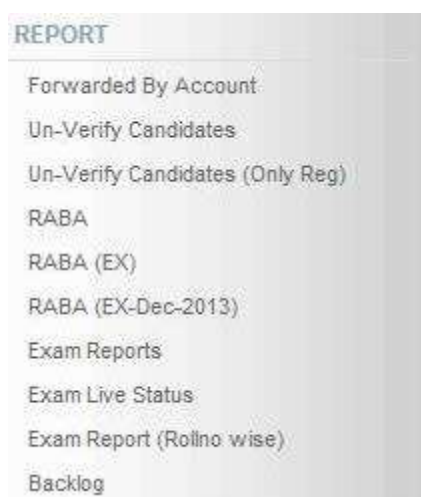 REPORT
Forwarded By Account
Un-Verify Candidates
Un-Verify Candidates (Only Reg)
RABA
RABA (EX)
RABA (EX-Dec-2013)
Exam Reports
Exam Live Status
Exam Report (Rollno wise)
Backlog